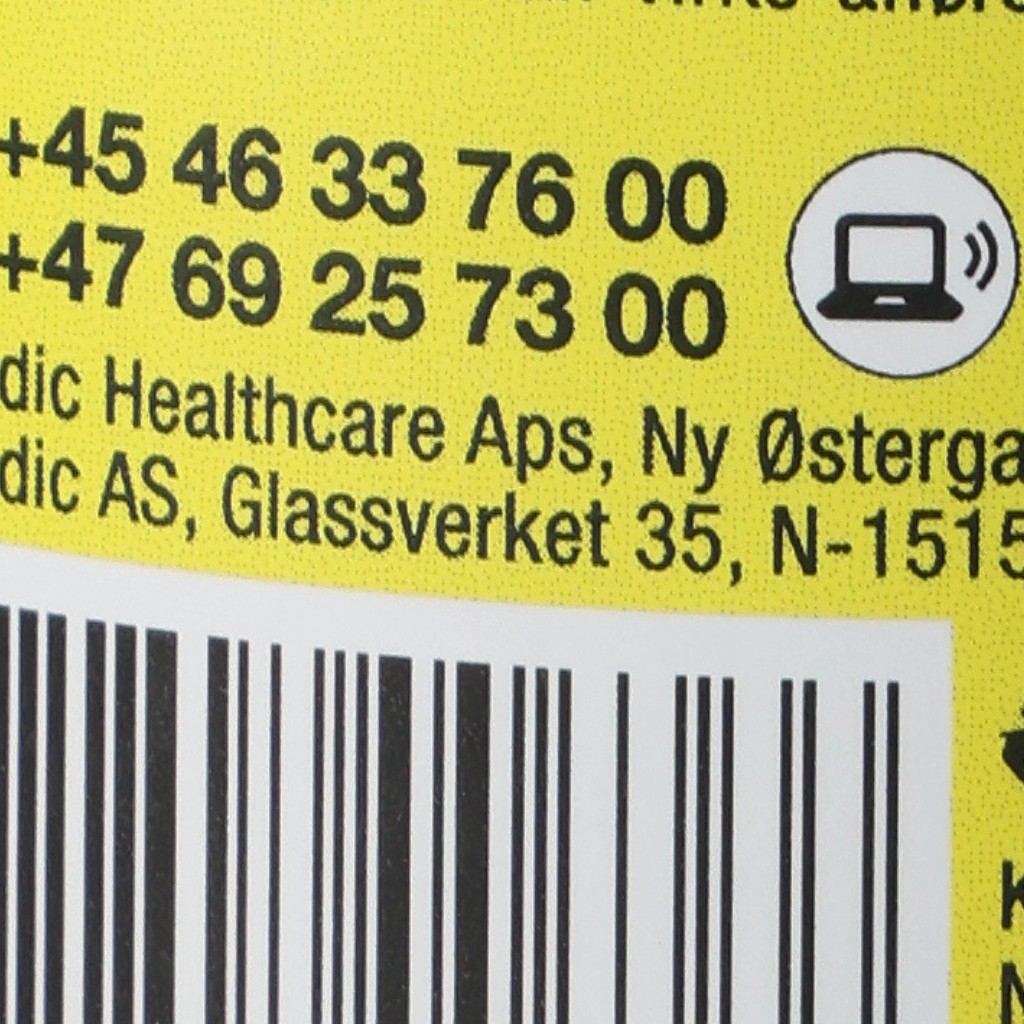 +45 46 33 76 00
+47 69 25 73 00
dic Healthcare Aps, Ny Østerga
dic AS, Glassverket 35, N-1515
K
N